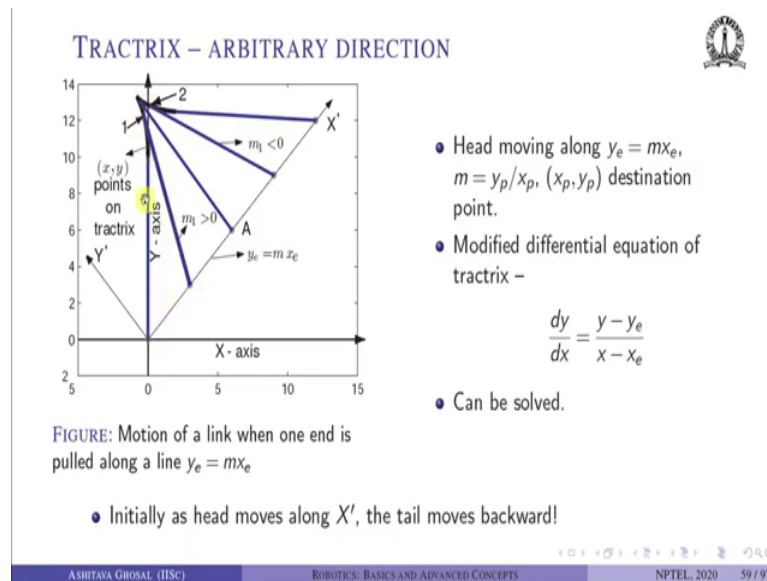 TRACTRIX – ARBITRARY DIRECTION
14
12
10
8
6
4
2
0
2
5
0
5
10
15
2
1
X'
m₁ <0
(x,y)
points
on
tractrix
m₁ >0
A
Y'
Y - axis
yₑ = m xₑ
X - axis
FIGURE: Motion of a link when one end is
pulled along a line yₑ = mxₑ
• Head moving along yₑ = mxₑ,
m = yₚ/xₚ, (xₚ,yₚ) destination
point.
• Modified differential equation of
tractrix –
dy/dx = (y − yₑ)/(x − xₑ)
• Can be solved.
• Initially as head moves along X', the tail moves backward!
ASHITAVA GHOSAL (IISC) ROBOTICS: BASICS AND ADVANCED CONCEPTS NPTEL, 2020